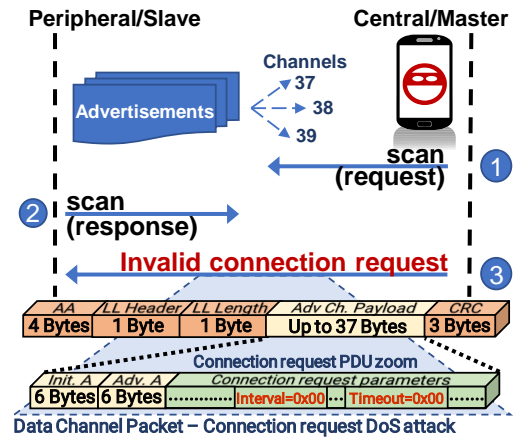 Peripheral/Slave
Central/Master
Channels
37
38
39
Advertisements
scan
(request)
1
2
scan
(response)
Invalid connection request
3
AA LL Header LL Length Adv Ch. Payload CRC
4 Bytes 1 Byte 1 Byte Up to 37 Bytes 3 Bytes
Connection request PDU zoom
Init. A Adv. A Connection request parameters
6 Bytes 6 Bytes Interval=0x00 Timeout=0x00
Data Channel Packet – Connection request DoS attack